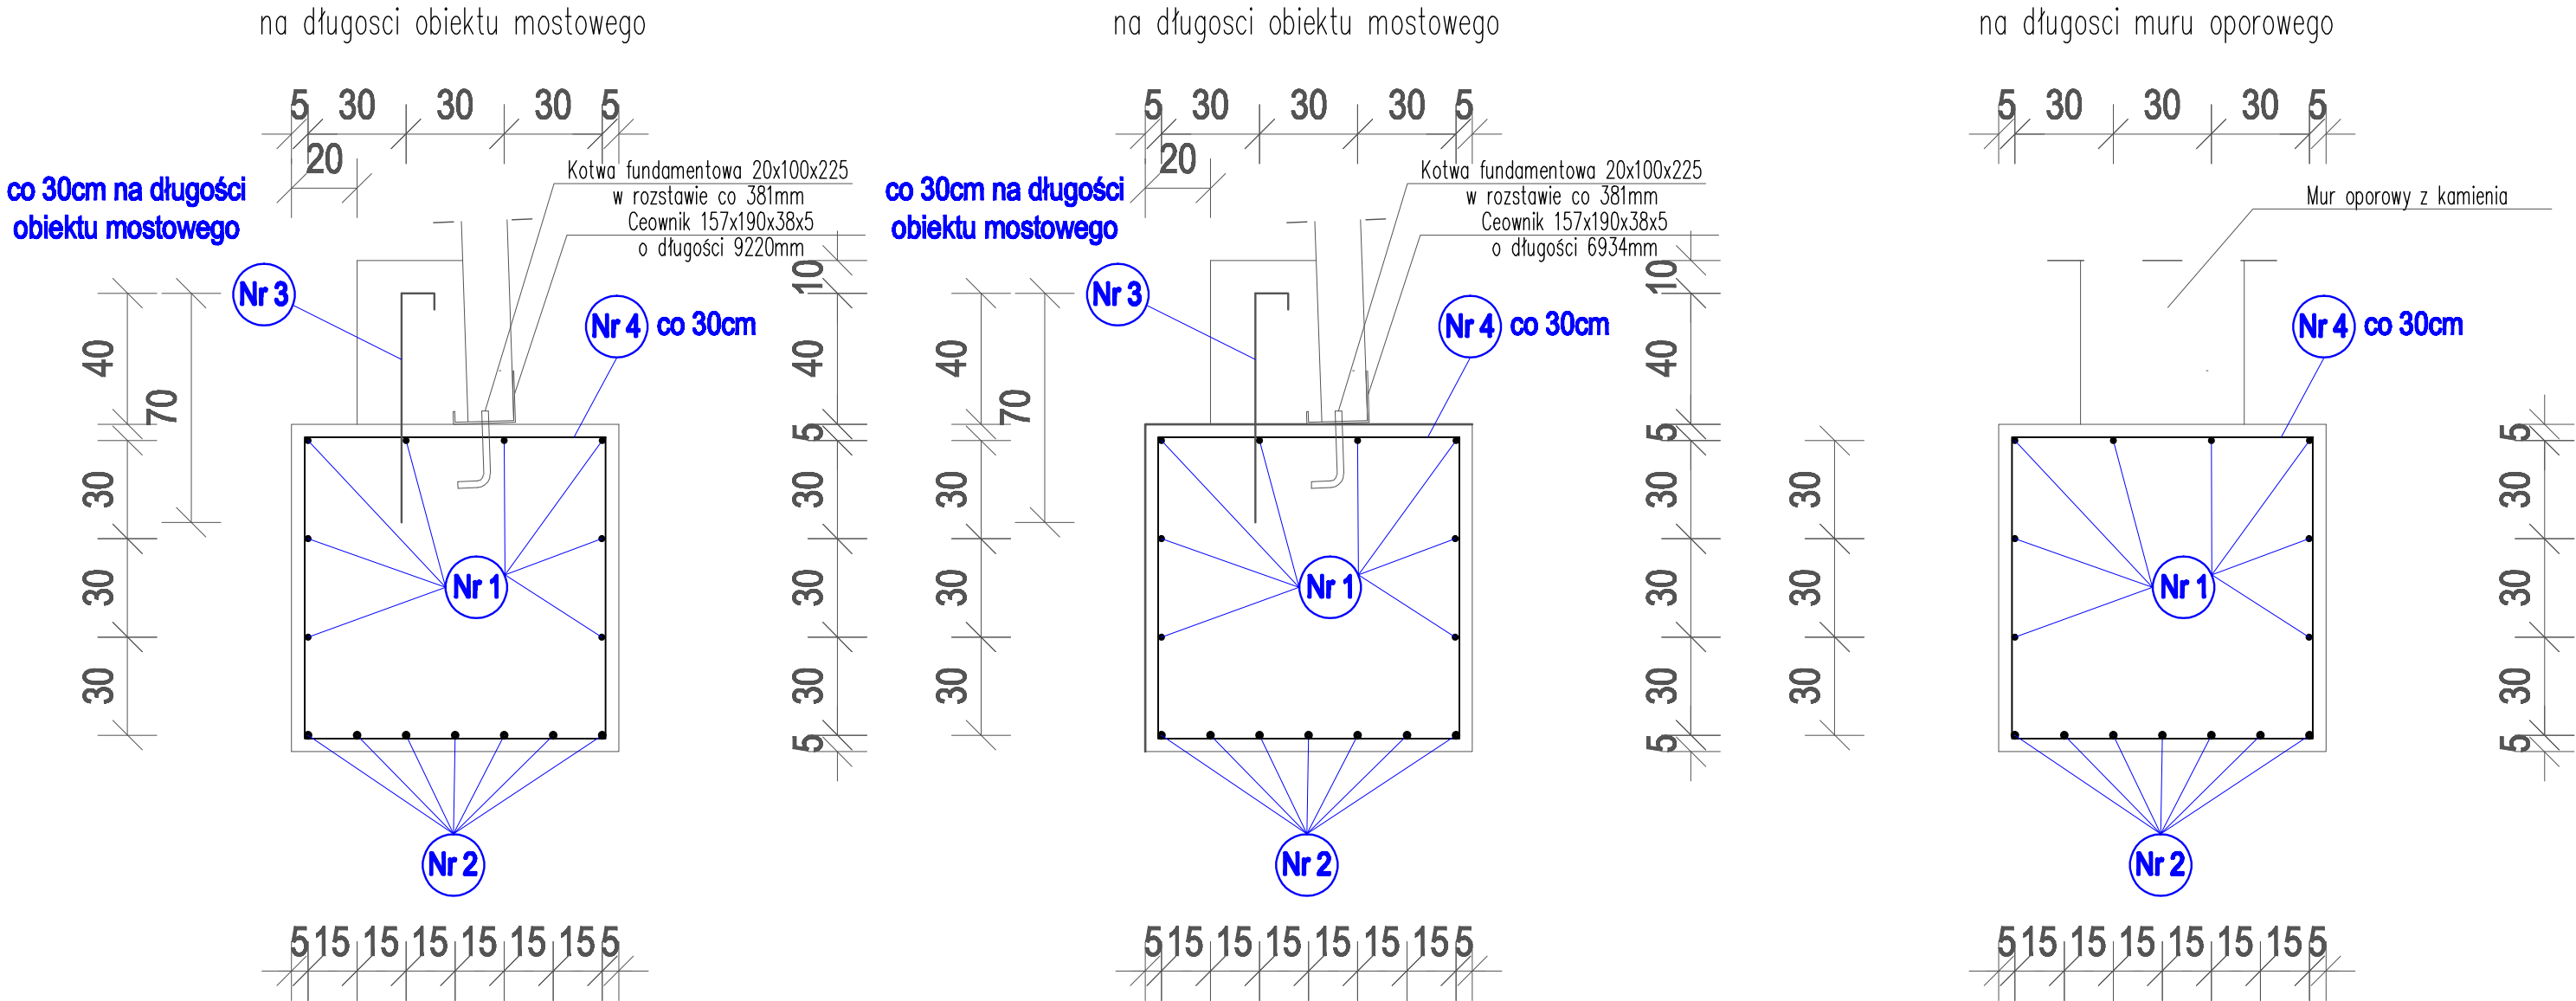 na długosci obiektu mostowego
5 30 30 30 5
20
co 30cm na długości
obiektu mostowego
Kotwa fundamentowa 20x100x225
w rozstawie co 381mm
Ceownik 157x190x38x5
o długości 9220mm
Nr 3
Nr 4 co 30cm
40
70
30
30
30
10
40
5
30
30
30
5
Nr 1
Nr 2
5 15 15 15 15 15 15 5
na długosci obiektu mostowego
5 30 30 30 5
20
co 30cm na długości
obiektu mostowego
Kotwa fundamentowa 20x100x225
w rozstawie co 381mm
Ceownik 157x190x38x5
o długości 6934mm
Nr 3
Nr 4 co 30cm
40
70
30
30
30
10
40
5
30
30
30
5
Nr 1
Nr 2
5 15 15 15 15 15 15 5
na długosci muru oporowego
5 30 30 30 5
Mur oporowy z kamienia
Nr 4 co 30cm
30
30
30
5
30
30
30
5
Nr 1
Nr 2
5 15 15 15 15 15 15 5